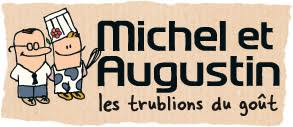 Michel et
Augustin
les trublions du goût